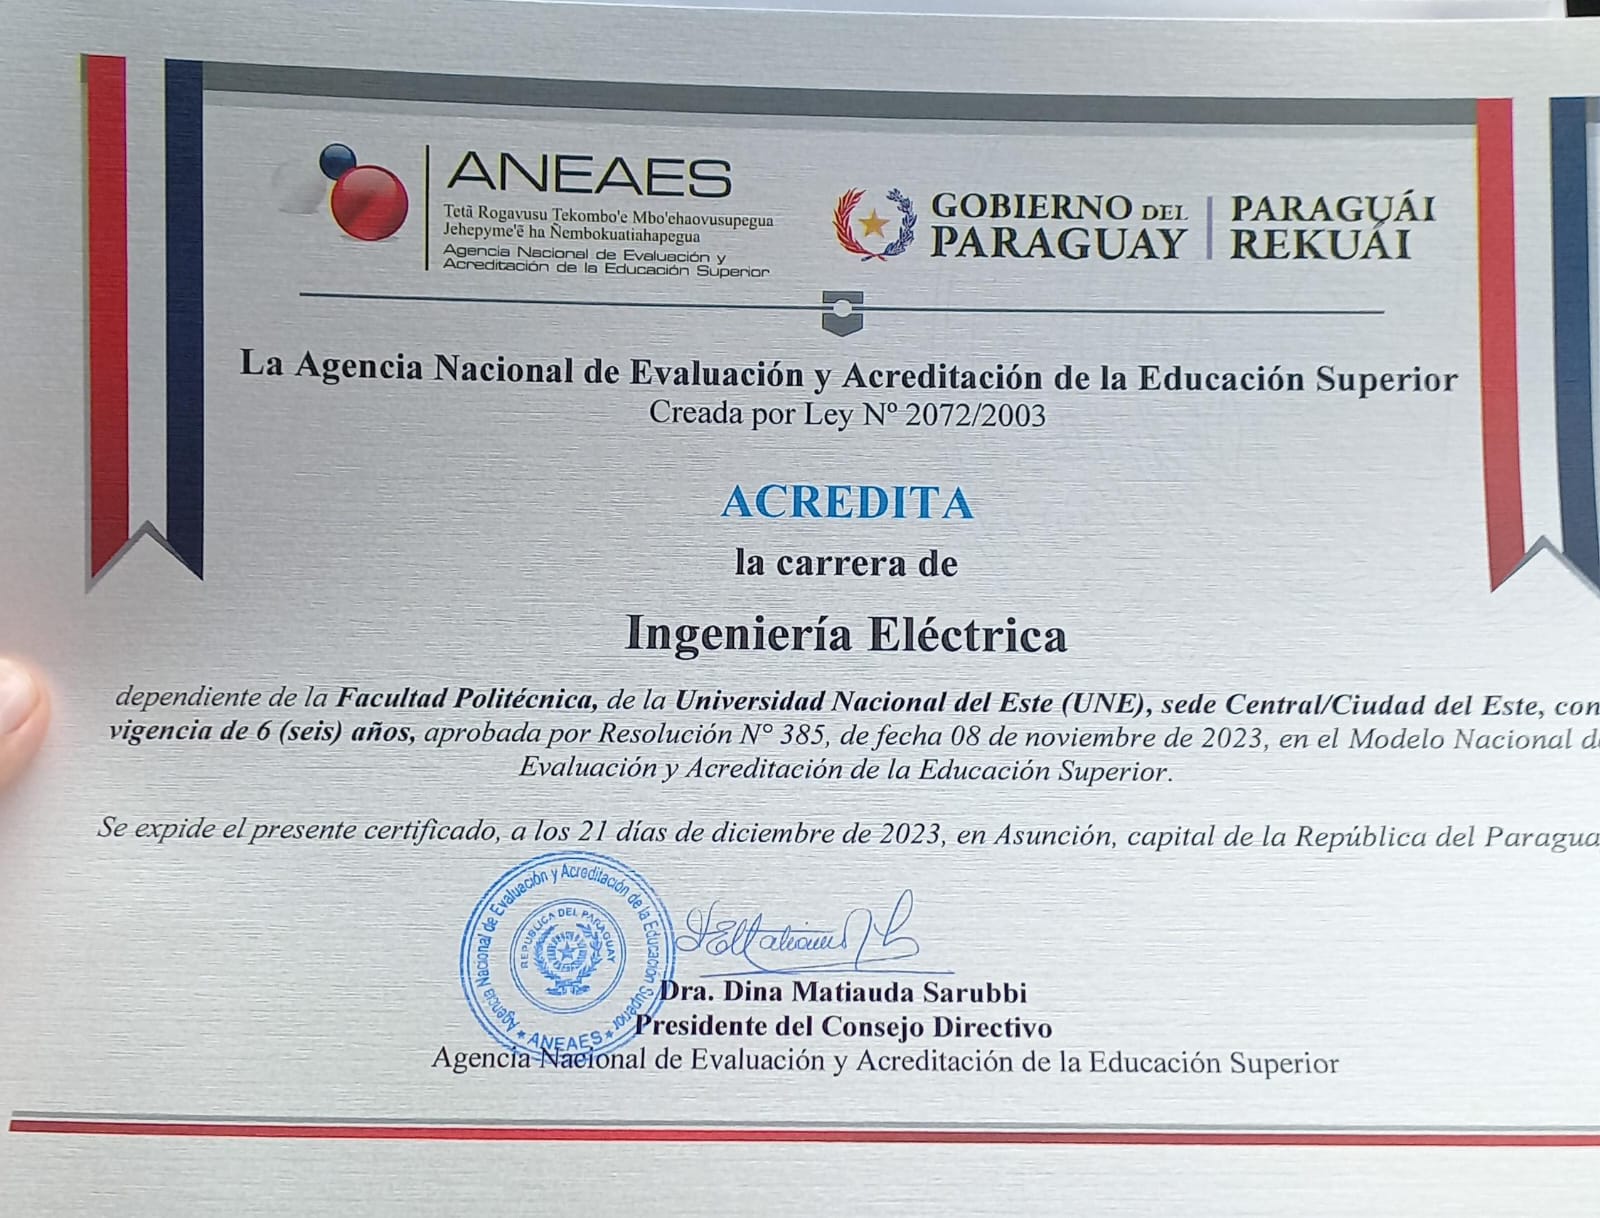 ANEAES
Tetã Rogavusu Tekombo'e Mbo'ehaovusupegua
Jehepyme'ẽ ha Ñembokuatiahapegua
Agencia Nacional de Evaluación y
Acreditación de la Educación Superior
GOBIERNO DEL
PARAGUAY
PARAGUÁI
REKUÁI
La Agencia Nacional de Evaluación y Acreditación de la Educación Superior
Creada por Ley Nº 2072/2003
ACREDITA
la carrera de
Ingeniería Eléctrica
dependiente de la Facultad Politécnica, de la Universidad Nacional del Este (UNE), sede Central/Ciudad del Este, con
vigencia de 6 (seis) años, aprobada por Resolución N° 385, de fecha 08 de noviembre de 2023, en el Modelo Nacional d
Evaluación y Acreditación de la Educación Superior.
Se expide el presente certificado, a los 21 días de diciembre de 2023, en Asunción, capital de la República del Paragua
Agencia Nacional de Evaluación y Acreditación de la Educación Superior
REPUBLICA DEL PARAGUAY
* ANEAES *
Dra. Dina Matiauda Sarubbi
Presidente del Consejo Directivo
Agencia Nacional de Evaluación y Acreditación de la Educación Superior